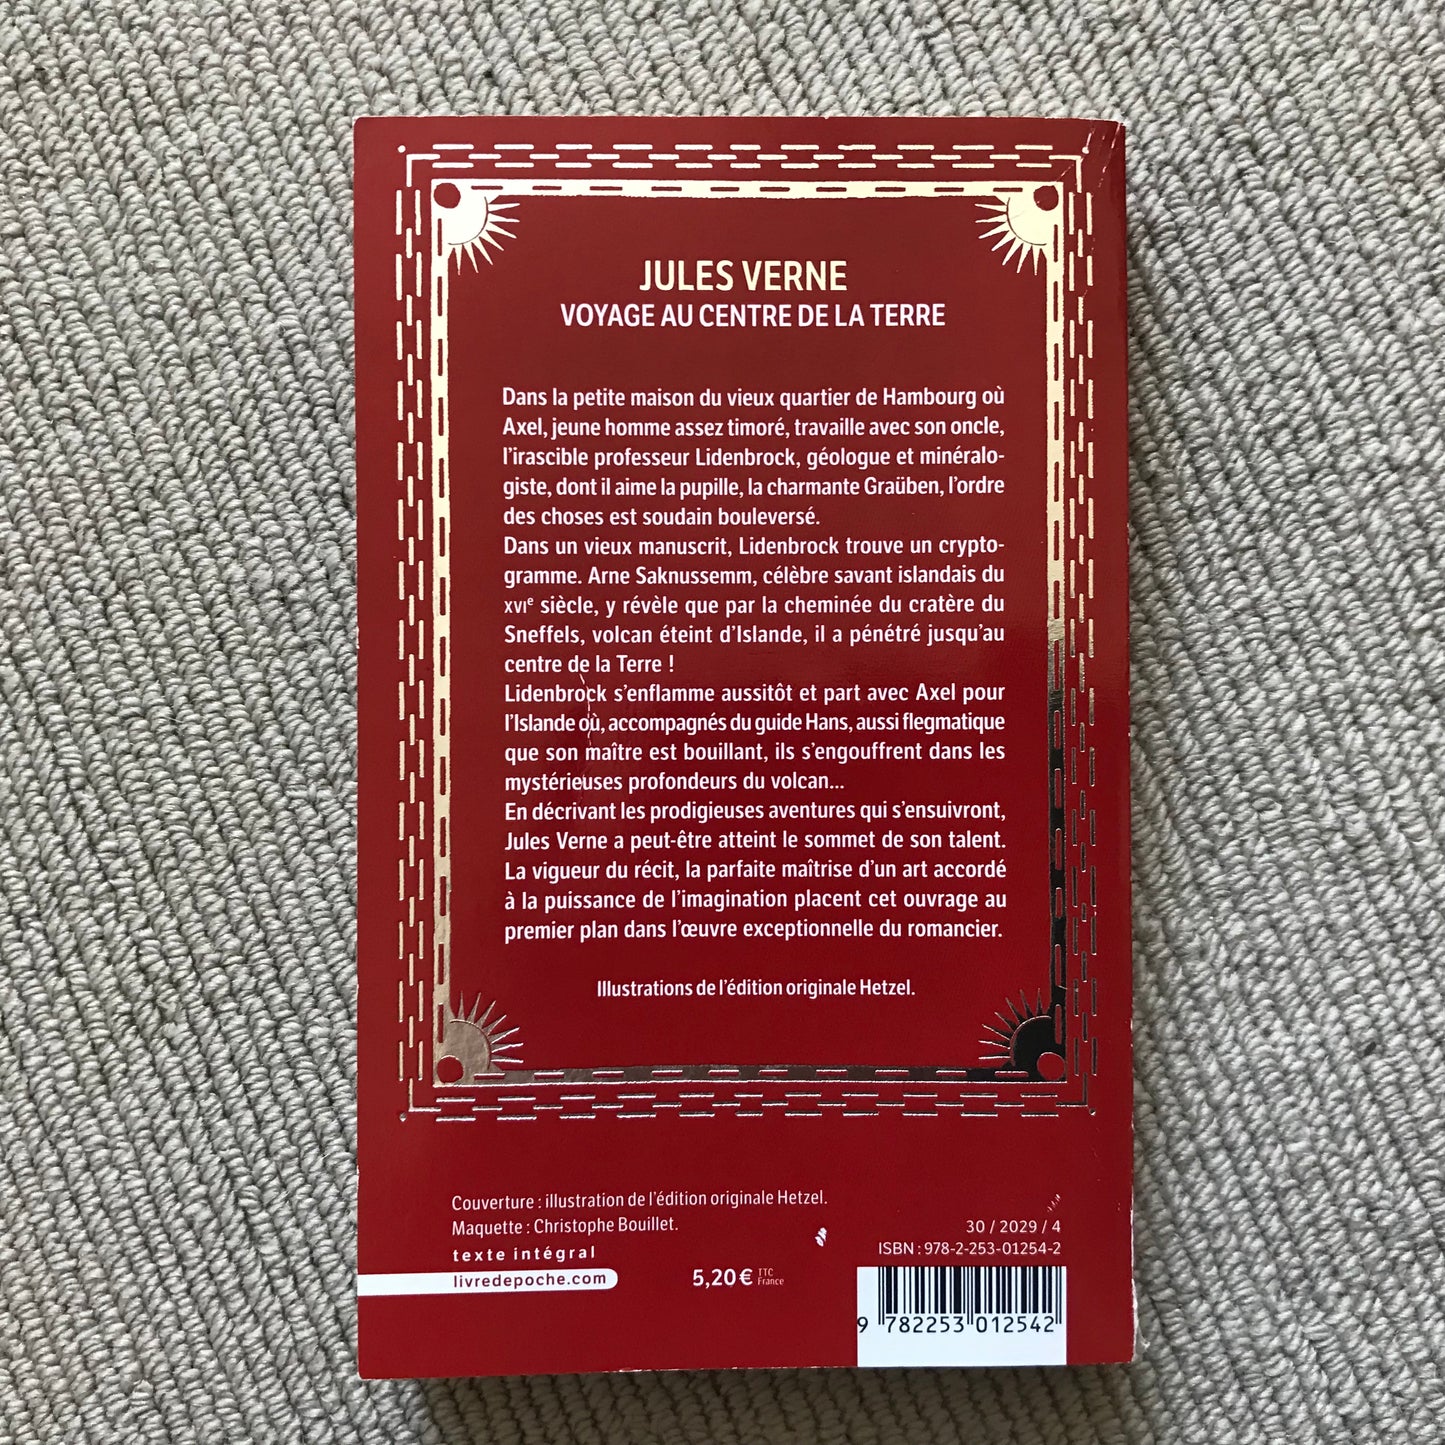 JULES VERNE
VOYAGE AU CENTRE DE LA TERRE
Dans la petite maison du vieux quartier de Hambourg où
Axel, jeune homme assez timoré, travaille avec son oncle,
l'irascible professeur Lidenbrock, géologue et minéralo-
giste, dont il aime la pupille, la charmante Graüben, l'ordre
des choses est soudain bouleversé.
Dans un vieux manuscrit, Lidenbrock trouve un crypto-
gramme. Arne Saknussemm, célèbre savant islandais du
XVIe siècle, y révèle que par la cheminée du cratère du
Sneffels, volcan éteint d'Islande, il a pénétré jusqu'au
centre de la Terre !
Lidenbrock s'enflamme aussitôt et part avec Axel pour
l'Islande où, accompagnés du guide Hans, aussi flegmatique
que son maître est bouillant, ils s'engouffrent dans les
mystérieuses profondeurs du volcan...
En décrivant les prodigieuses aventures qui s'ensuivront,
Jules Verne a peut-être atteint le sommet de son talent.
La vigueur du récit, la parfaite maîtrise d'un art accordé
à la puissance de l'imagination placent cet ouvrage au
premier plan dans l'œuvre exceptionnelle du romancier.
Illustrations de l'édition originale Hetzel.
Couverture : illustration de l'édition originale Hetzel.
Maquette : Christophe Bouillet.
texte intégral
livredepoche.com
5,20 € TTC France
30 / 2029 / 4
ISBN : 978-2-253-01254-2
9 782253 012542